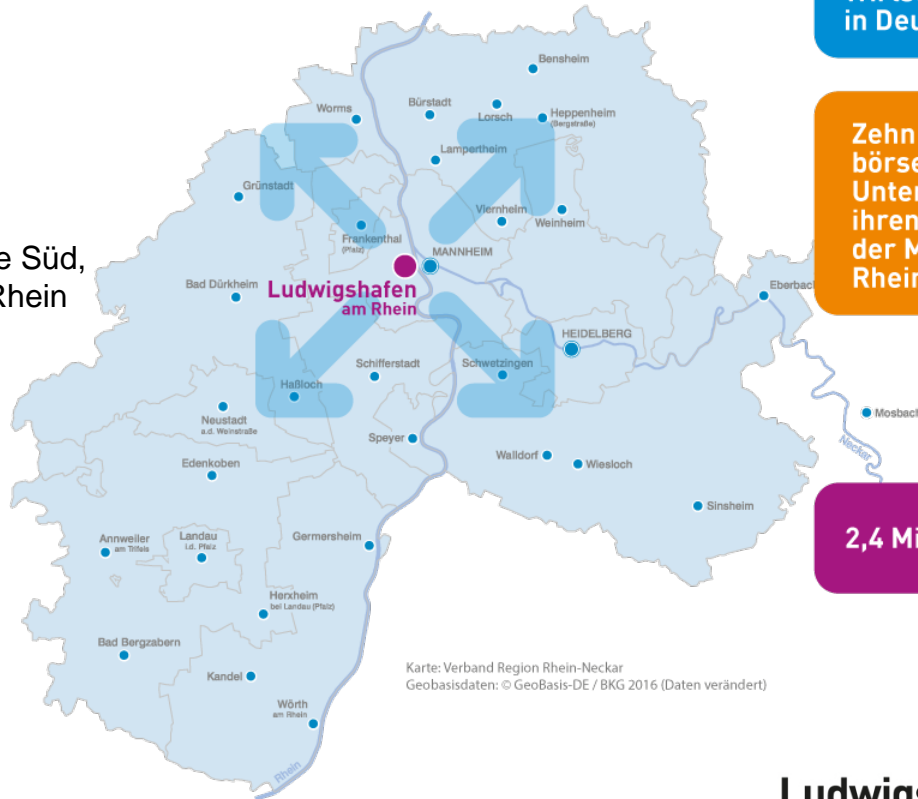 in Deu
Bensheim
Worms
Bürstadt
Lorsch
Heppenheim
(Bergstraße)
Zehn
börse
Unter
ihren
der M
Rhein
Lampertheim
Grünstadt
Viernheim
Weinheim
Frankenthal
(Pfalz)
MANNHEIM
e Süd,
Rhein
Bad Dürkheim
Ludwigshafen
am Rhein
Eberbach
HEIDELBERG
Schifferstadt
Schwetzingen
Haßloch
Neustadt
a.d. Weinstraße
Mosbach
Speyer
Neckar
Walldorf
Wiesloch
Edenkoben
Sinsheim
2,4 Mi
Annweiler
am Trifels
Landau
i.d. Pfalz
Germersheim
Herxheim
bei Landau (Pfalz)
Bad Bergzabern
Kandel
Karte: Verband Region Rhein-Neckar
Geobasisdaten: © GeoBasis-DE / BKG 2016 (Daten verändert)
Wörth
am Rhein
Rhein
Ludwigs